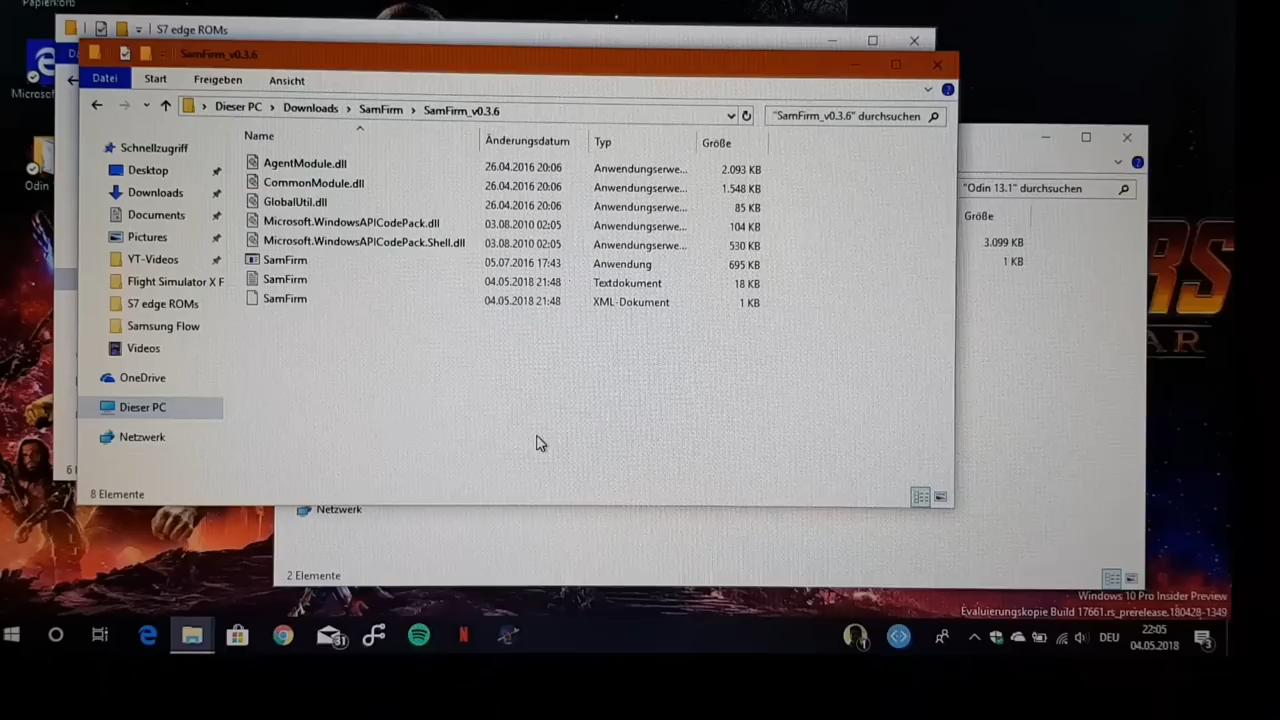 Papierkorb
S7 edge ROMs
SamFirm_v0.3.6
Datei Start Freigeben Ansicht
Dieser PC Downloads SamFirm SamFirm_v0.3.6
"SamFirm_v0.3.6" durchsuchen
Name Änderungsdatum Typ Größe
AgentModule.dll 26.04.2016 20:06 Anwendungserwe... 2.093 KB
CommonModule.dll 26.04.2016 20:06 Anwendungserwe... 1.548 KB
GlobalUtil.dll 26.04.2016 20:06 Anwendungserwe... 85 KB
Microsoft.WindowsAPICodePack.dll 03.08.2010 02:05 Anwendungserwe... 104 KB
Microsoft.WindowsAPICodePack.Shell.dll 03.08.2010 02:05 Anwendungserwe... 530 KB
SamFirm 05.07.2016 17:43 Anwendung 695 KB
SamFirm 04.05.2018 21:48 Textdokument 18 KB
SamFirm 04.05.2018 21:48 XML-Dokument 1 KB
Schnellzugriff
Desktop
Downloads
Documents
Pictures
YT-Videos
Flight Simulator X F
S7 edge ROMs
Samsung Flow
Videos
OneDrive
Dieser PC
Netzwerk
8 Elemente
Microsof
Odin
"Odin 13.1" durchsuchen
Größe
3.099 KB
1 KB
Netzwerk
2 Elemente
RS
AR
Windows 10 Pro Insider Preview
Evaluierungskopie Build 17661.rs_prerelease.180428-1349
31
1
DEU
22:05
04.05.2018
3